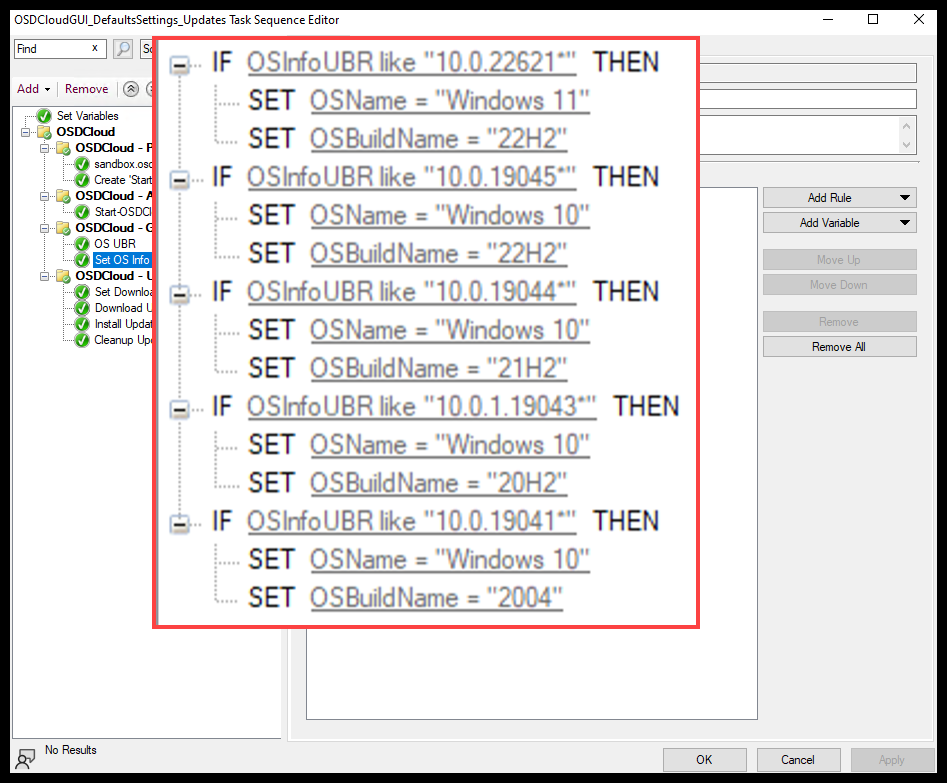 OSDCloudGUI_DefaultsSettings_Updates Task Sequence Editor
Find x
Add Remove
Set Variables
OSDCloud
OSDCloud - P
sandbox.osd
Create 'Start
OSDCloud - A
Start-OSDCl
OSDCloud - G
OS UBR
Set OS Info
OSDCloud - U
Set Downloa
Download U
Install Updat
Cleanup Upd
IF OSInfoUBR like "10.0.22621*" THEN
SET OSName = "Windows 11"
SET OSBuildName = "22H2"
IF OSInfoUBR like "10.0.19045*" THEN
SET OSName = "Windows 10"
SET OSBuildName = "22H2"
IF OSInfoUBR like "10.0.19044*" THEN
SET OSName = "Windows 10"
SET OSBuildName = "21H2"
IF OSInfoUBR like "10.0.1.19043*" THEN
SET OSName = "Windows 10"
SET OSBuildName = "20H2"
IF OSInfoUBR like "10.0.19041*" THEN
SET OSName = "Windows 10"
SET OSBuildName = "2004"
Add Rule
Add Variable
Move Up
Move Down
Remove
Remove All
No Results
OK Cancel Apply